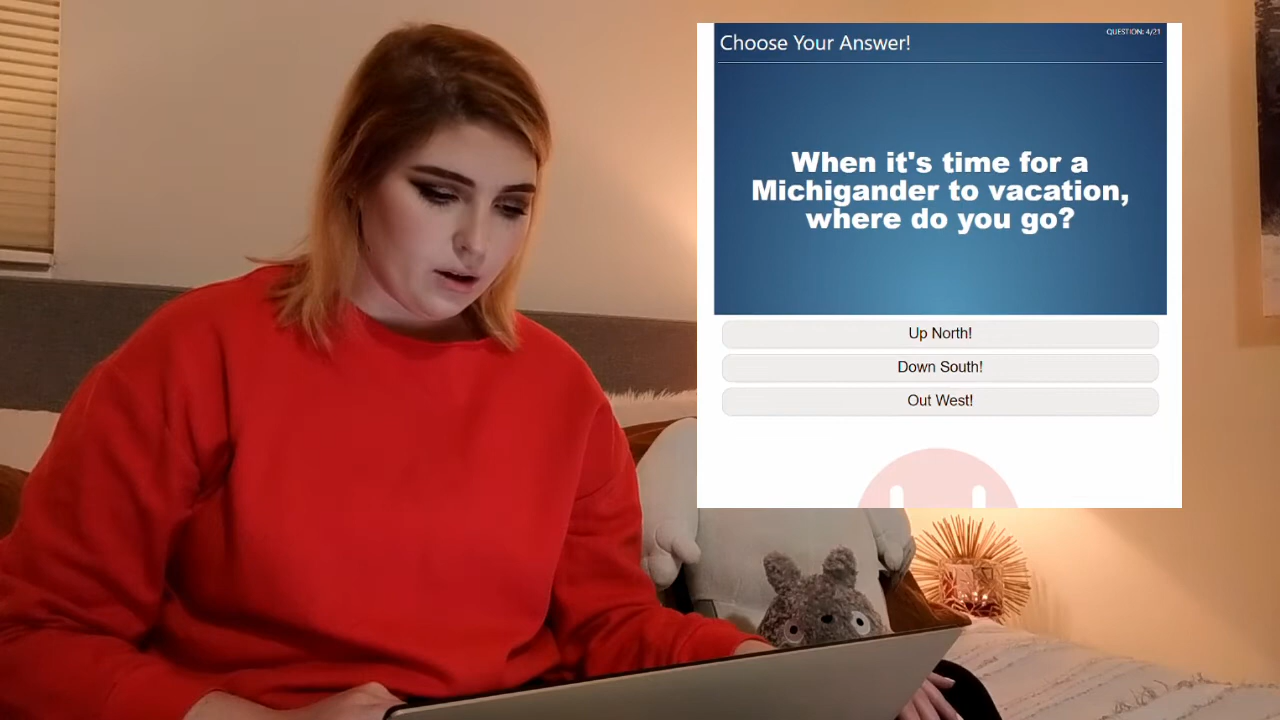 Choose Your Answer!
QUESTION: 4/21
When it's time for a
Michigander to vacation,
where do you go?
Up North!
Down South!
Out West!